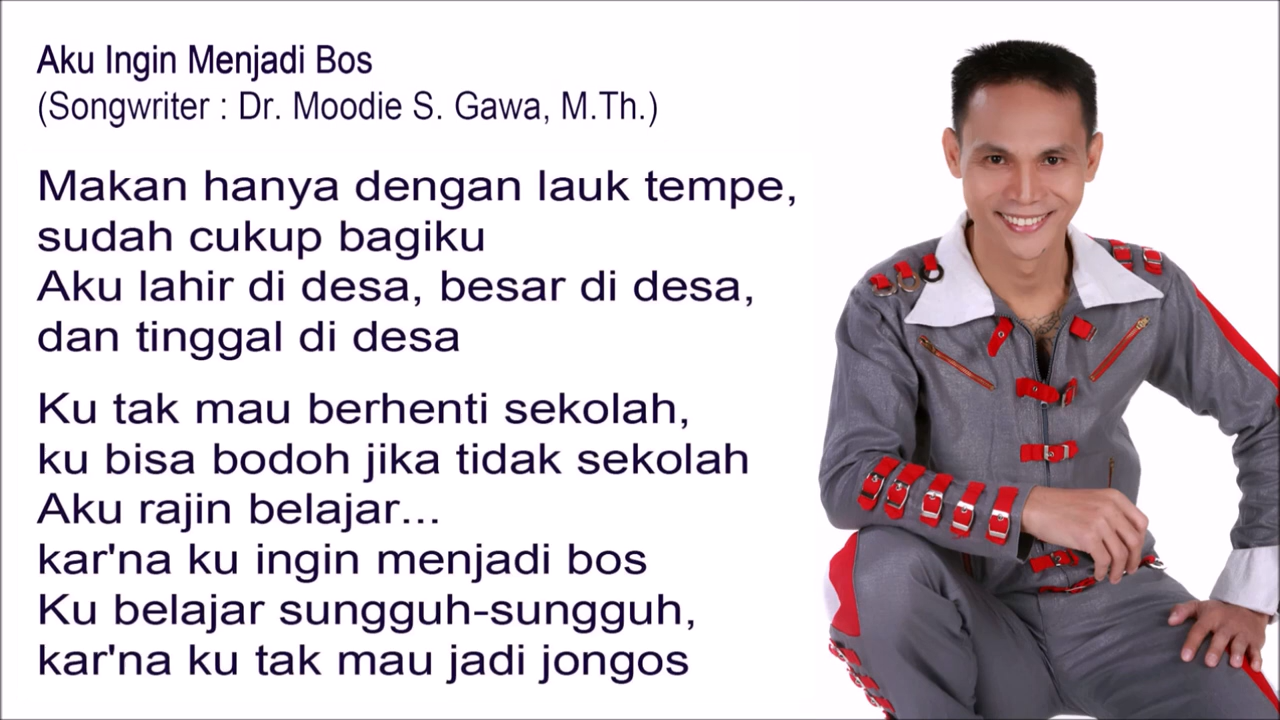 Aku Ingin Menjadi Bos
(Songwriter : Dr. Moodie S. Gawa, M.Th.)
Makan hanya dengan lauk tempe,
sudah cukup bagiku
Aku lahir di desa, besar di desa,
dan tinggal di desa
Ku tak mau berhenti sekolah,
ku bisa bodoh jika tidak sekolah
Aku rajin belajar...
kar'na ku ingin menjadi bos
Ku belajar sungguh-sungguh,
kar'na ku tak mau jadi jongos